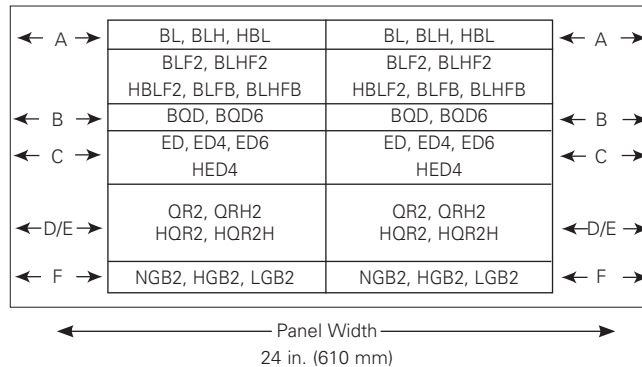 A BL, BLH, HBL BL, BLH, HBL A
BLF2, BLHF2 BLF2, BLHF2
HBLF2, BLFB, BLHFB HBLF2, BLFB, BLHFB
B BQD, BQD6 BQD, BQD6 B
C ED, ED4, ED6 ED, ED4, ED6 C
HED4 HED4
D/E QR2, QRH2 QR2, QRH2 D/E
HQR2, HQR2H HQR2, HQR2H
F NGB2, HGB2, LGB2 NGB2, HGB2, LGB2 F
Panel Width
24 in. (610 mm)